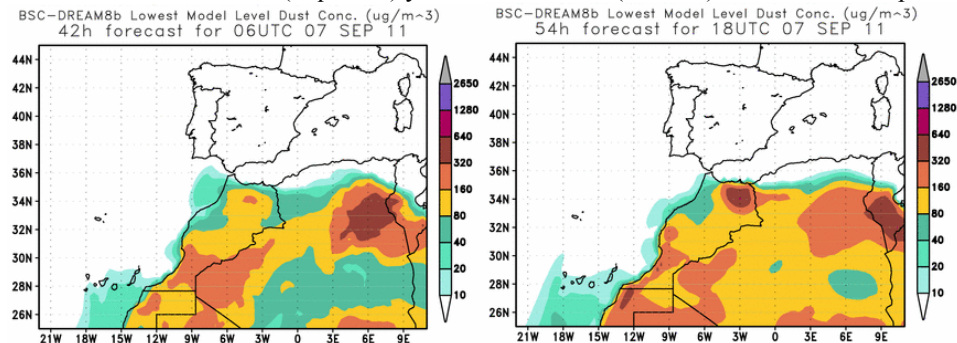 BSC-DREAM8b Lowest Model Level Dust Conc. (ug/m^3)
42h forecast for 06UTC 07 SEP 11
44N
42N
40N
38N
36N
34N
32N
30N
28N
26N
21W 18W 15W 12W 9W 6W 3W 0 3E 6E 9E
2650
1280
640
320
160
80
40
20
10
BSC-DREAM8b Lowest Model Level Dust Conc. (ug/m^3)
54h forecast for 18UTC 07 SEP 11
44N
42N
40N
38N
36N
34N
32N
30N
28N
26N
21W 18W 15W 12W 9W 6W 3W 0 3E 6E 9E
2650
1280
640
320
160
80
40
20
10